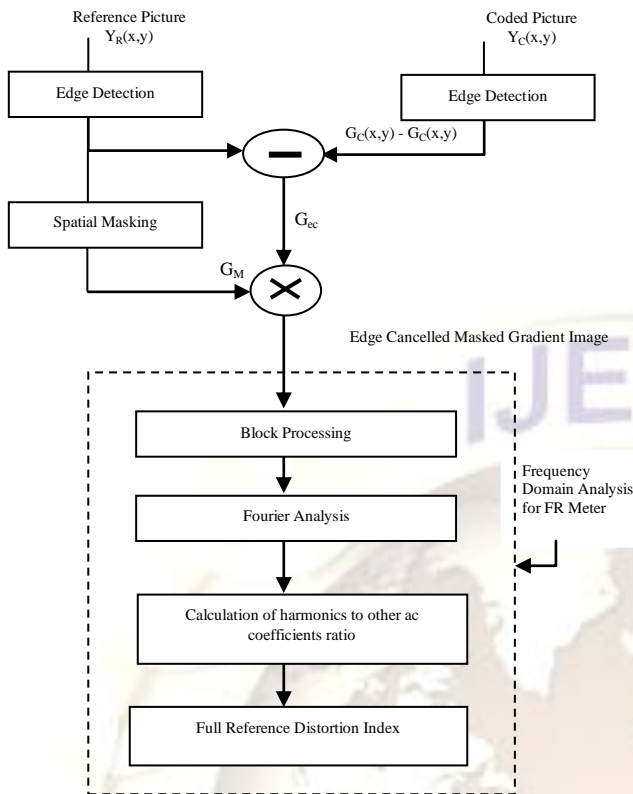 Reference Picture
Y_R(x,y)
Coded Picture
Y_C(x,y)
Edge Detection
Edge Detection
G_C(x,y) - G_C(x,y)
Spatial Masking
G_ec
G_M
Edge Cancelled Masked Gradient Image
IJE
Block Processing
Frequency
Domain Analysis
for FR Meter
Fourier Analysis
Calculation of harmonics to other ac
coefficients ratio
Full Reference Distortion Index